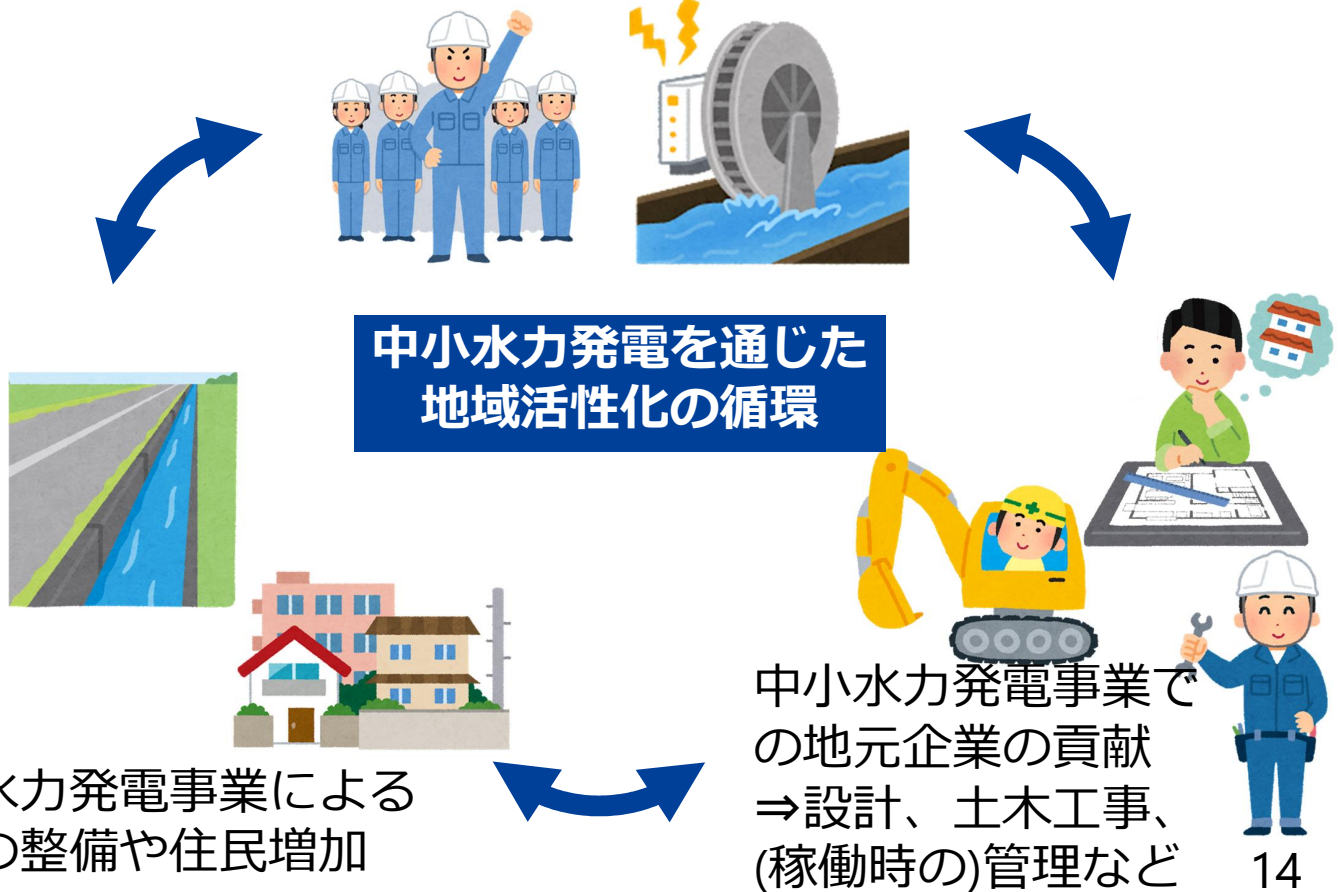 中小水力発電を通じた
地域活性化の循環
水力発電事業による
の整備や住民増加
中小水力発電事業で
の地元企業の貢献
⇒設計、土木工事、
(稼働時の)管理など
14